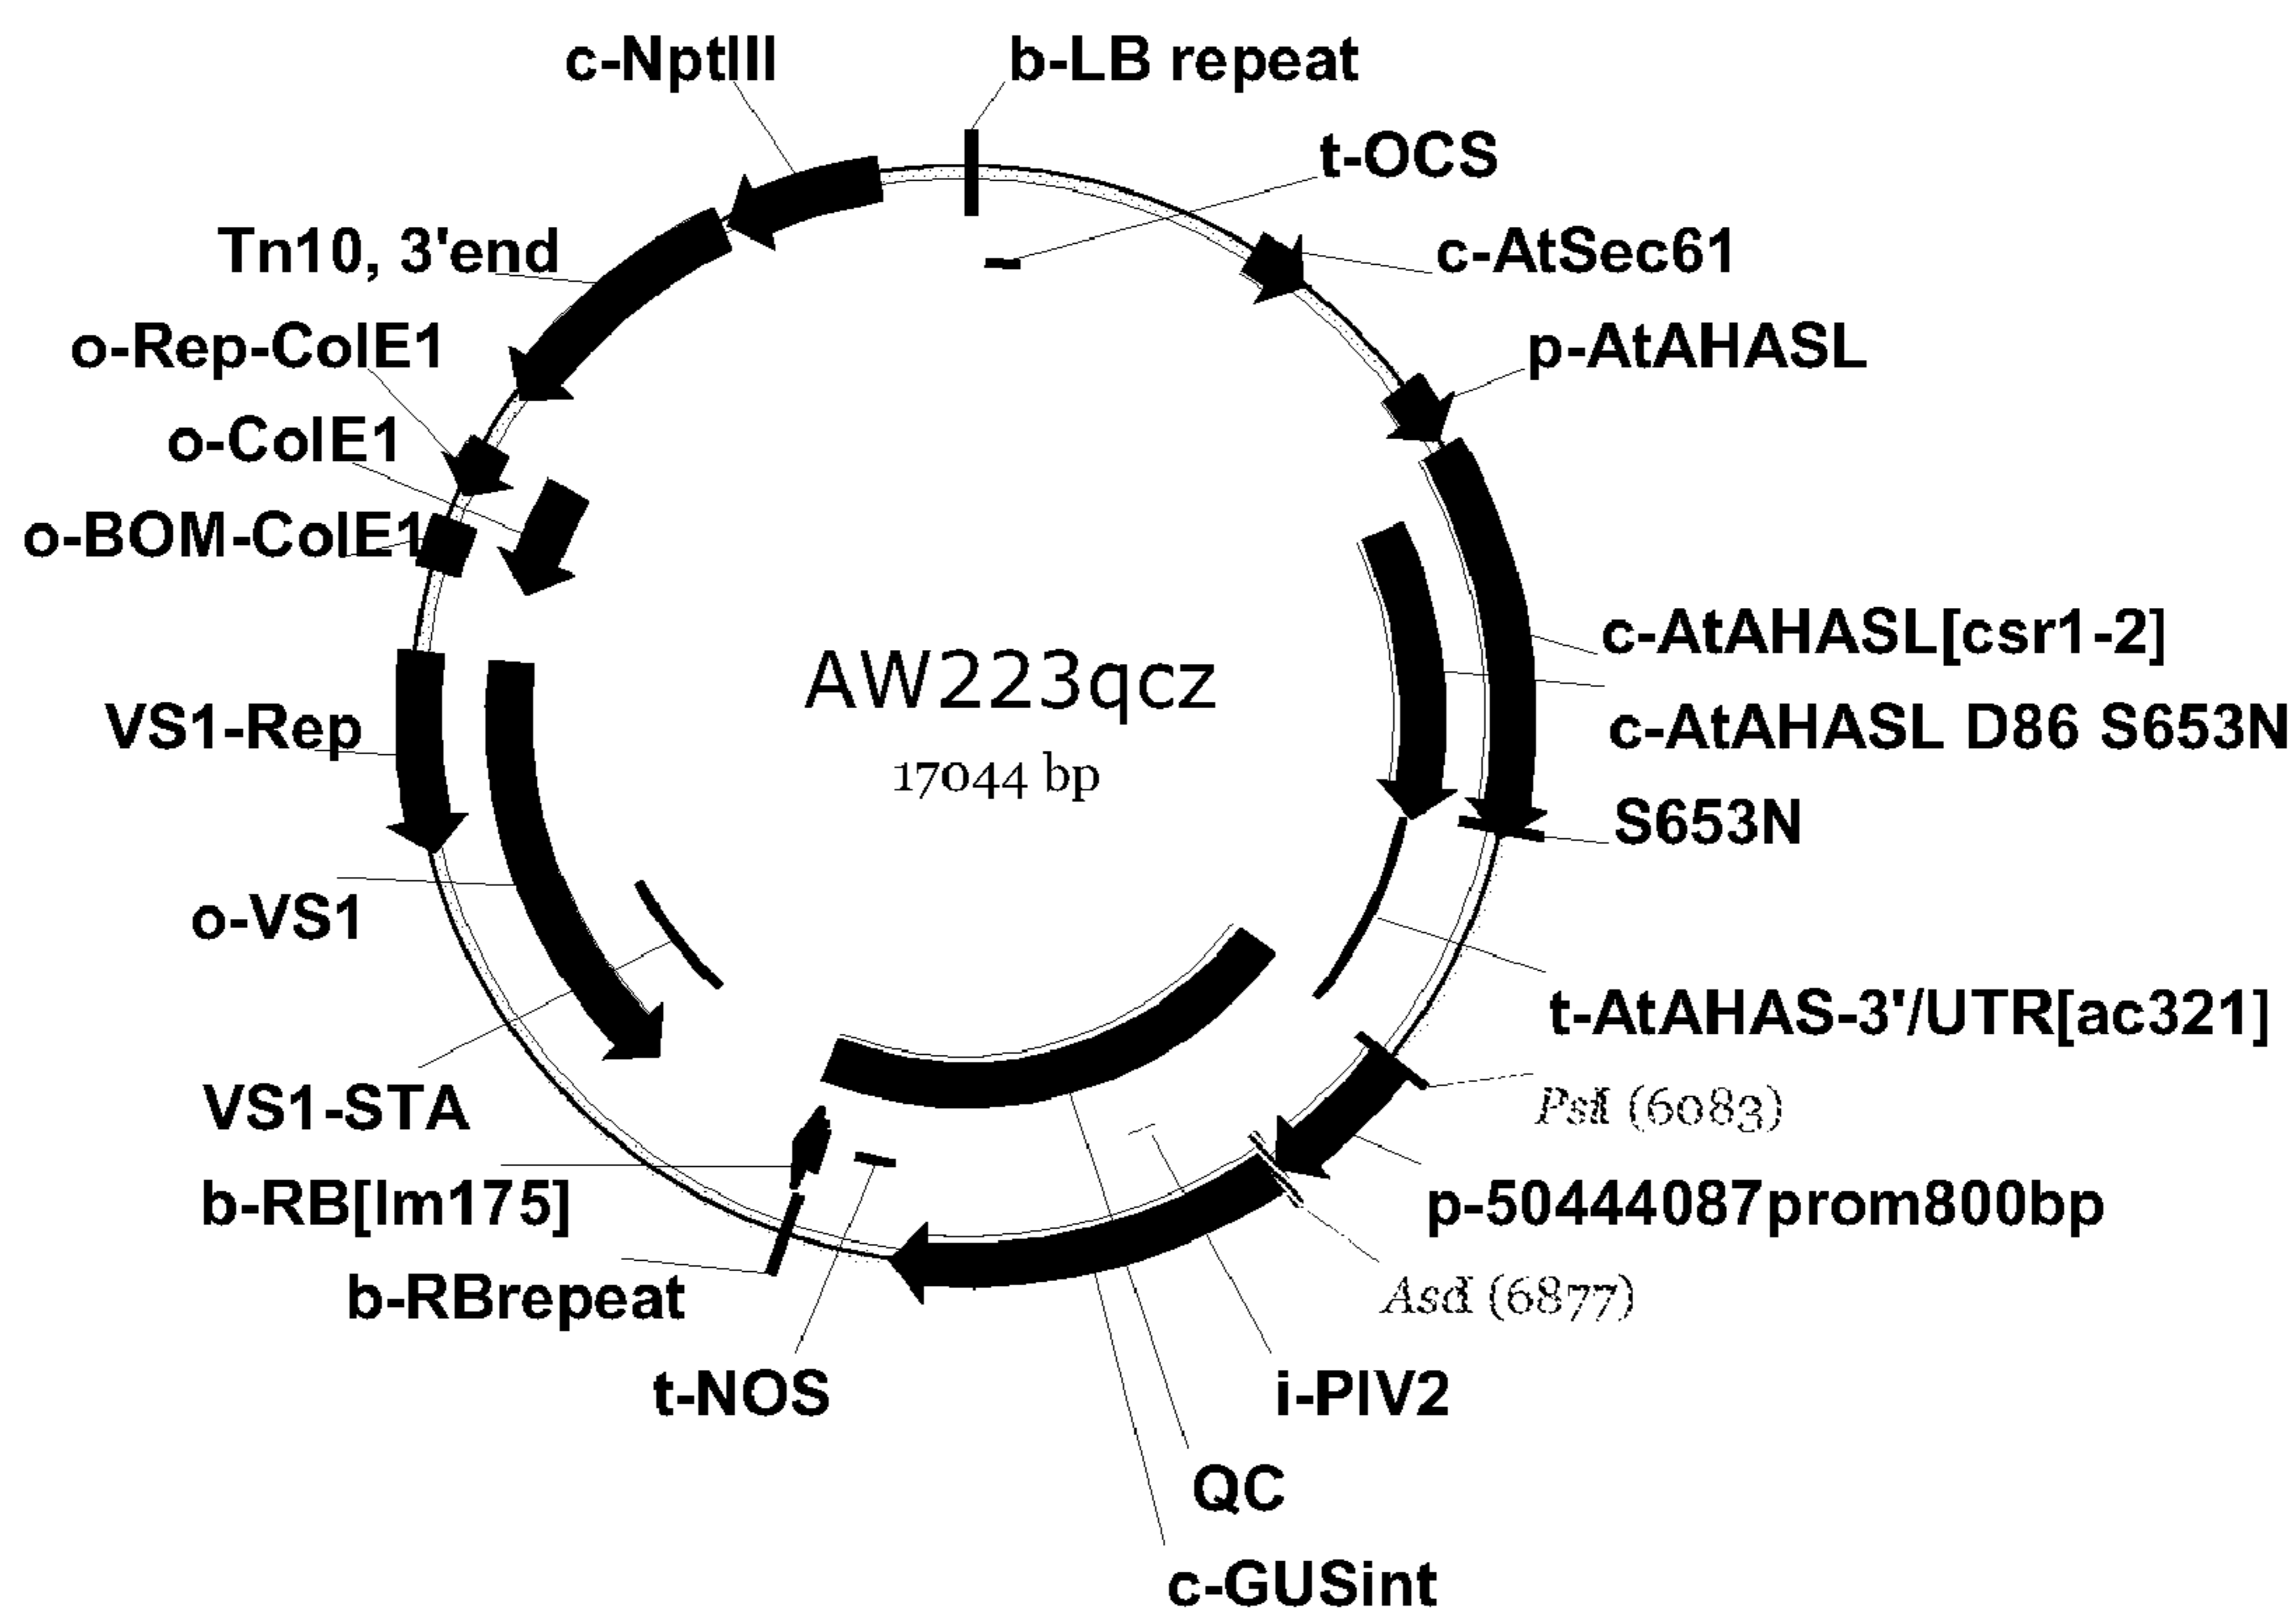 c-NptIII
b-LB repeat
t-OCS
Tn10, 3'end
c-AtSec61
o-Rep-ColE1
p-AtAHASL
o-ColE1
o-BOM-ColE1
c-AtAHASL[csr1-2]
AW223qcz
VS1-Rep
c-AtAHASL D86 S653N
17044 bp
S653N
o-VS1
t-AtAHAS-3'/UTR[ac321]
VS1-STA
(6083)
b-RB[lm175]
p-50444087prom800bp
b-RBrepeat
(6877)
t-NOS
i-PIV2
QC
c-GUSint